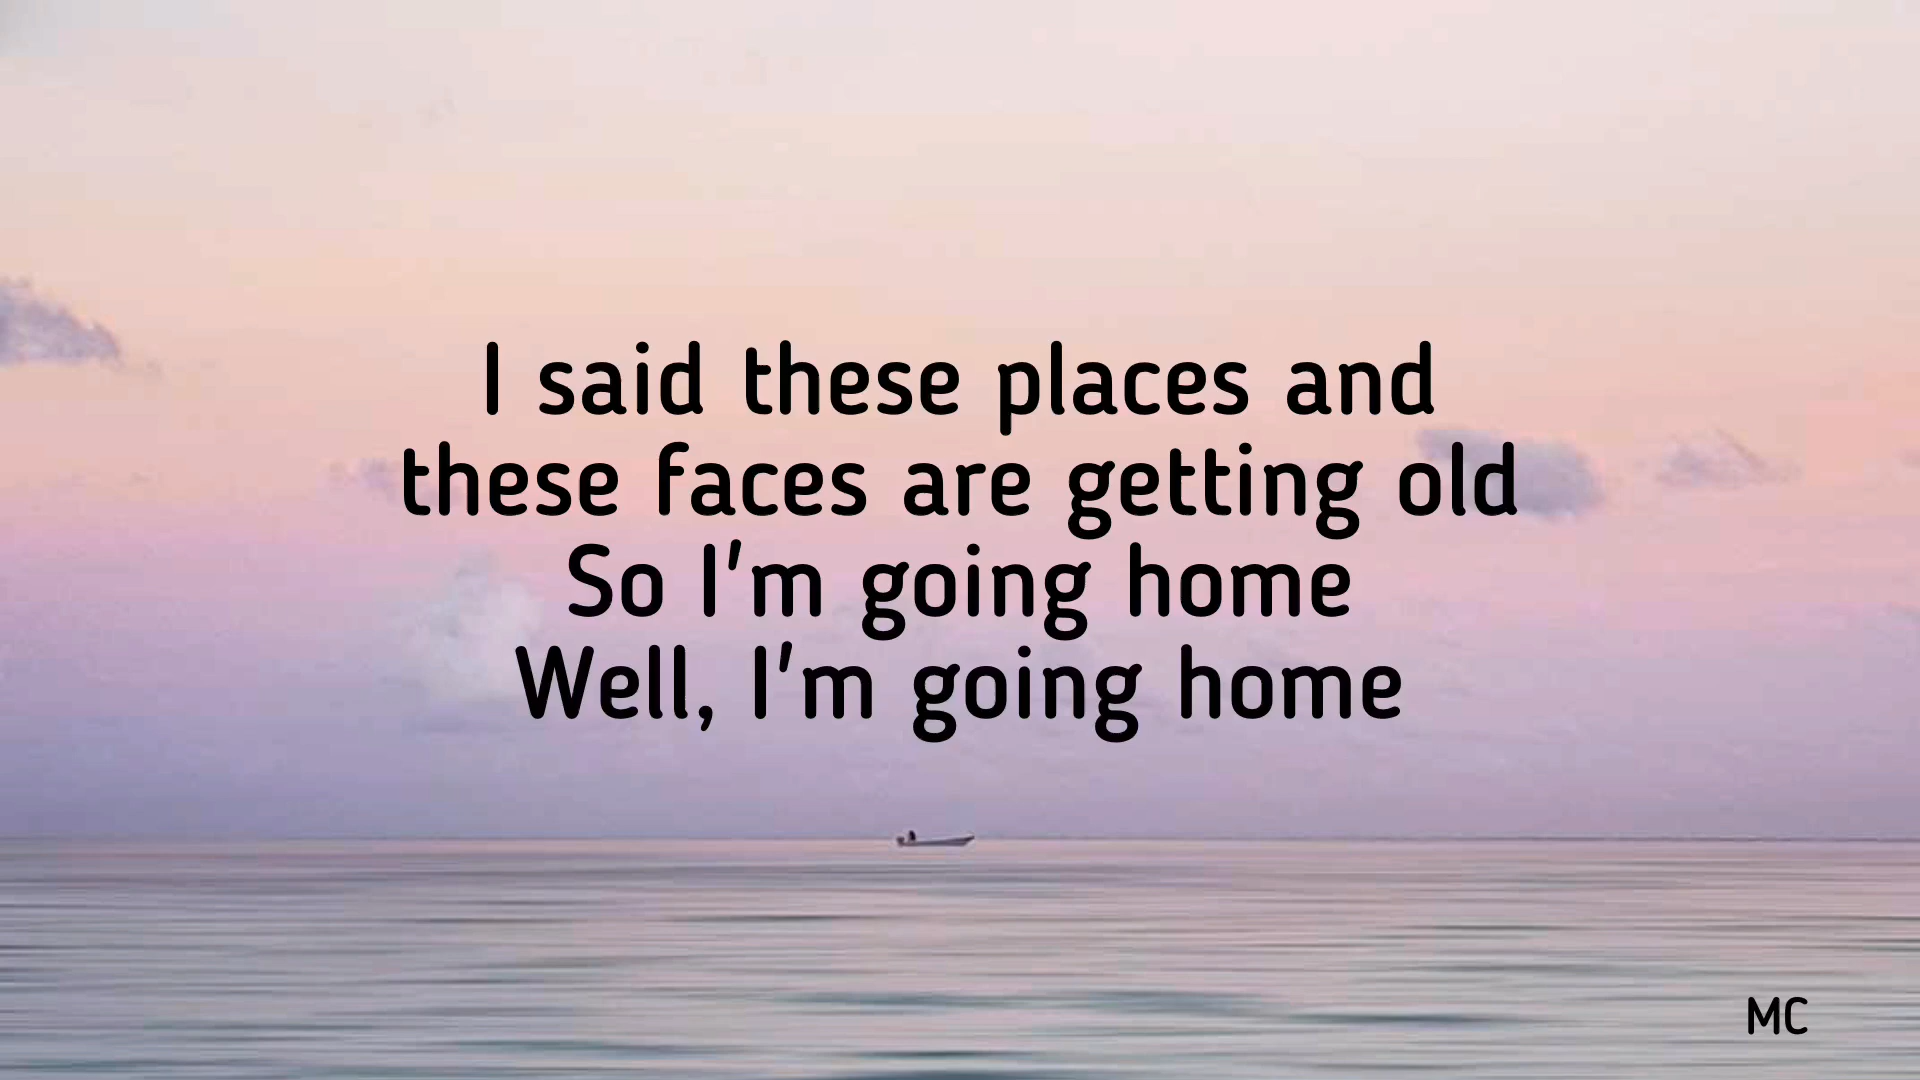 I said these places and
these faces are getting old
So I'm going home
Well, I'm going home
MC